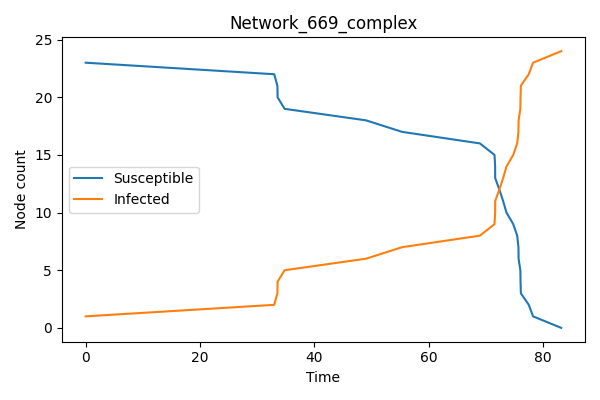 Network_669_complex
25
20
15
10
5
0
Node count
Susceptible
Infected
0 20 40 60 80
Time